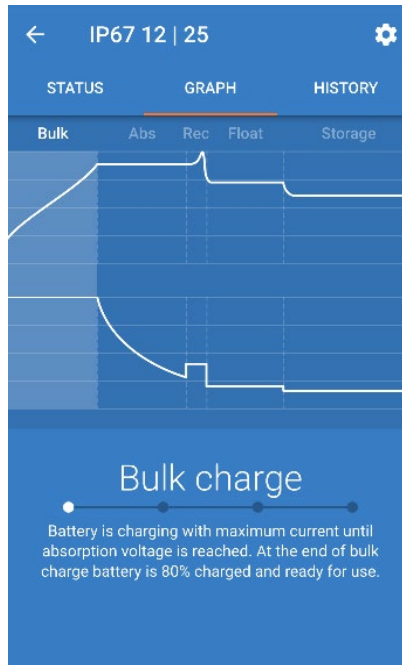 IP67 12 | 25
STATUS GRAPH HISTORY
Bulk Abs Rec Float Storage
Bulk charge
Battery is charging with maximum current until
absorption voltage is reached. At the end of bulk
charge battery is 80% charged and ready for use.